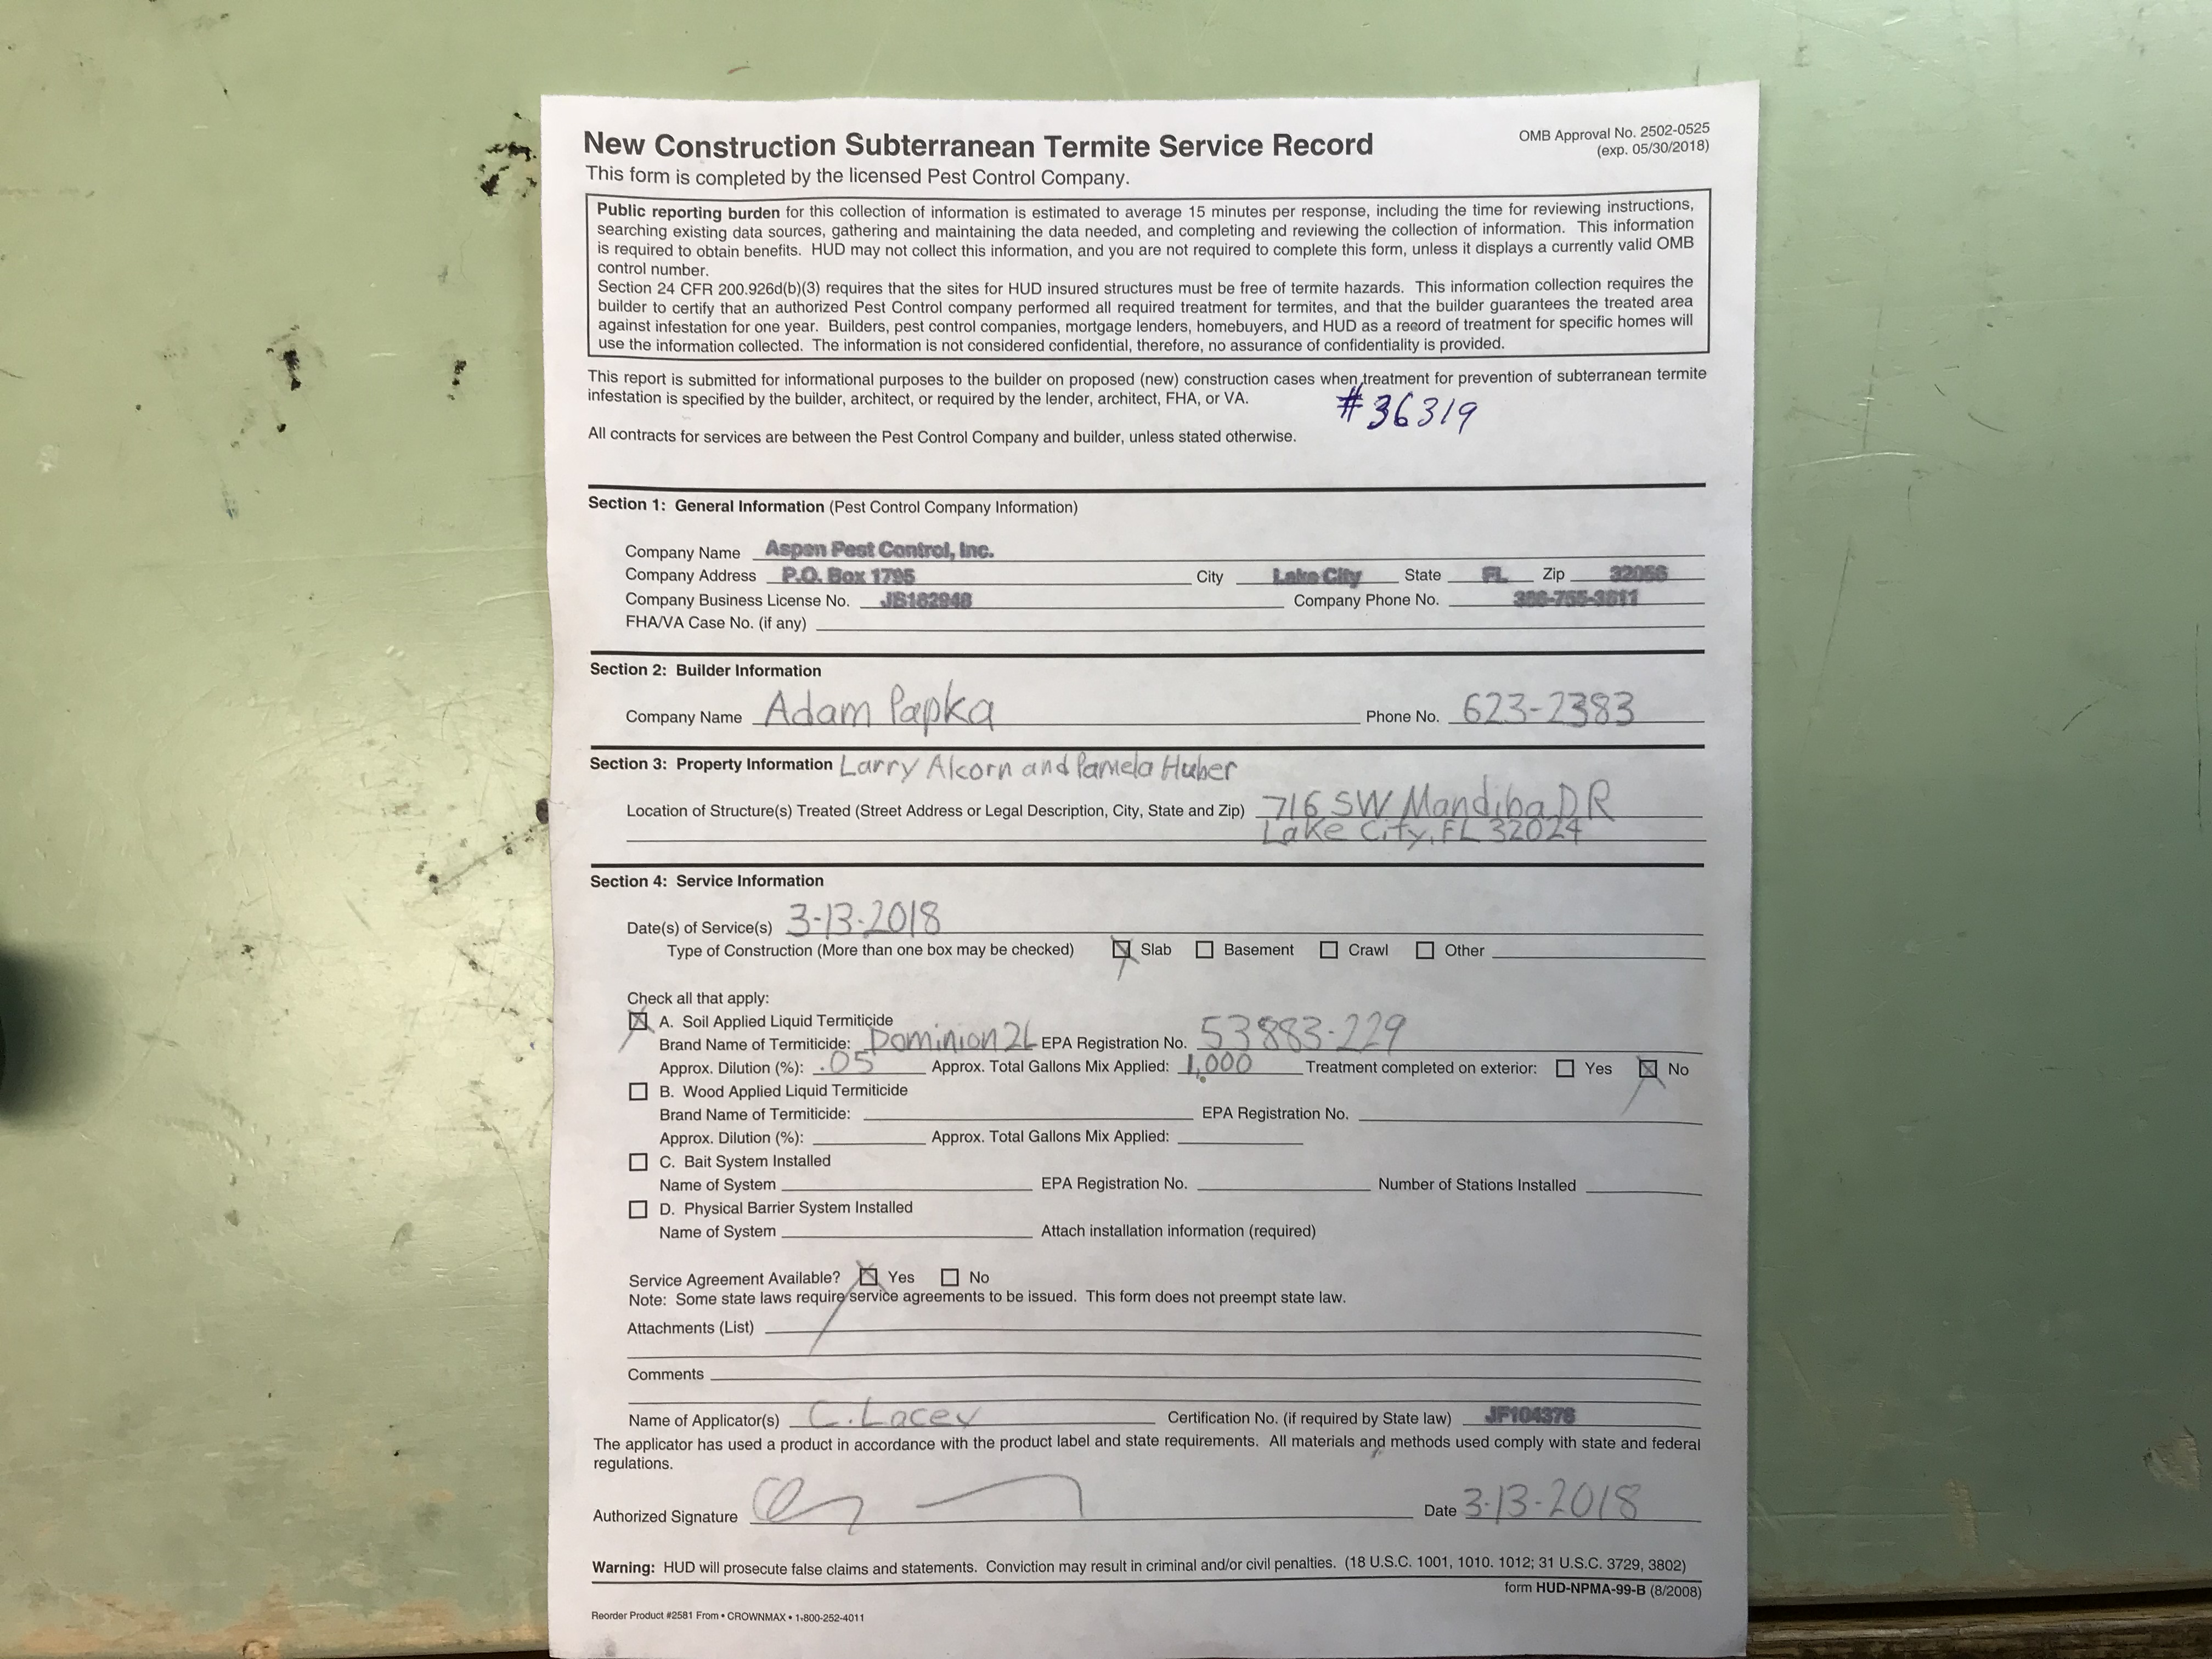 New Construction Subterranean Termite Service Record
OMB Approval No. 2502-0525
(exp. 05/30/2018)
This form is completed by the licensed Pest Control Company.
Public reporting burden for this collection of information is estimated to average 15 minutes per response, including the time for reviewing instructions,
searching existing data sources, gathering and maintaining the data needed, and completing and reviewing the collection of information. This information
is required to obtain benefits. HUD may not collect this information, and you are not required to complete this form, unless it displays a currently valid OMB
control number.
Section 24 CFR 200.926d(b)(3) requires that the sites for HUD insured structures must be free of termite hazards. This information collection requires the
builder to certify that an authorized Pest Control company performed all required treatment for termites, and that the builder guarantees the treated area
against infestation for one year. Builders, pest control companies, mortgage lenders, homebuyers, and HUD as a record of treatment for specific homes will
use the information collected. The information is not considered confidential, therefore, no assurance of confidentiality is provided.
This report is submitted for informational purposes to the builder on proposed (new) construction cases when treatment for prevention of subterranean termite
infestation is specified by the builder, architect, or required by the lender, architect, FHA, or VA.
#36319
All contracts for services are between the Pest Control Company and builder, unless stated otherwise.
Section 1: General Information (Pest Control Company Information)
Company Name Aspen Pest Control, Inc.
Company Address P.O. Box 1795 City Lake City State FL Zip 32056
Company Business License No. JB182948 Company Phone No. 386-755-3611
FHA/VA Case No. (if any)
Section 2: Builder Information
Company Name Adam Papka Phone No. 623-2383
Section 3: Property Information Larry Alcorn and Pamela Huber
Location of Structure(s) Treated (Street Address or Legal Description, City, State and Zip) 716 SW Mandiba DR
Lake City, FL 32024
Section 4: Service Information
Date(s) of Service(s) 3-13-2018
Type of Construction (More than one box may be checked) Slab Basement Crawl Other
Check all that apply:
A. Soil Applied Liquid Termiticide
Brand Name of Termiticide: Dominion 2L EPA Registration No. 53883-229
Approx. Dilution (%): .05 Approx. Total Gallons Mix Applied: 1,000 Treatment completed on exterior: Yes No
B. Wood Applied Liquid Termiticide
Brand Name of Termiticide: EPA Registration No.
Approx. Dilution (%): Approx. Total Gallons Mix Applied:
C. Bait System Installed
Name of System EPA Registration No. Number of Stations Installed
D. Physical Barrier System Installed
Name of System Attach installation information (required)
Service Agreement Available? Yes No
Note: Some state laws require service agreements to be issued. This form does not preempt state law.
Attachments (List)
Comments
Name of Applicator(s) C. Lacey Certification No. (if required by State law) JF104376
The applicator has used a product in accordance with the product label and state requirements. All materials and methods used comply with state and federal
regulations.
Authorized Signature Date 3-13-2018
Warning: HUD will prosecute false claims and statements. Conviction may result in criminal and/or civil penalties. (18 U.S.C. 1001, 1010. 1012; 31 U.S.C. 3729, 3802)
form HUD-NPMA-99-B (8/2008)
Reorder Product #2581 From • CROWNMAX • 1-800-252-4011